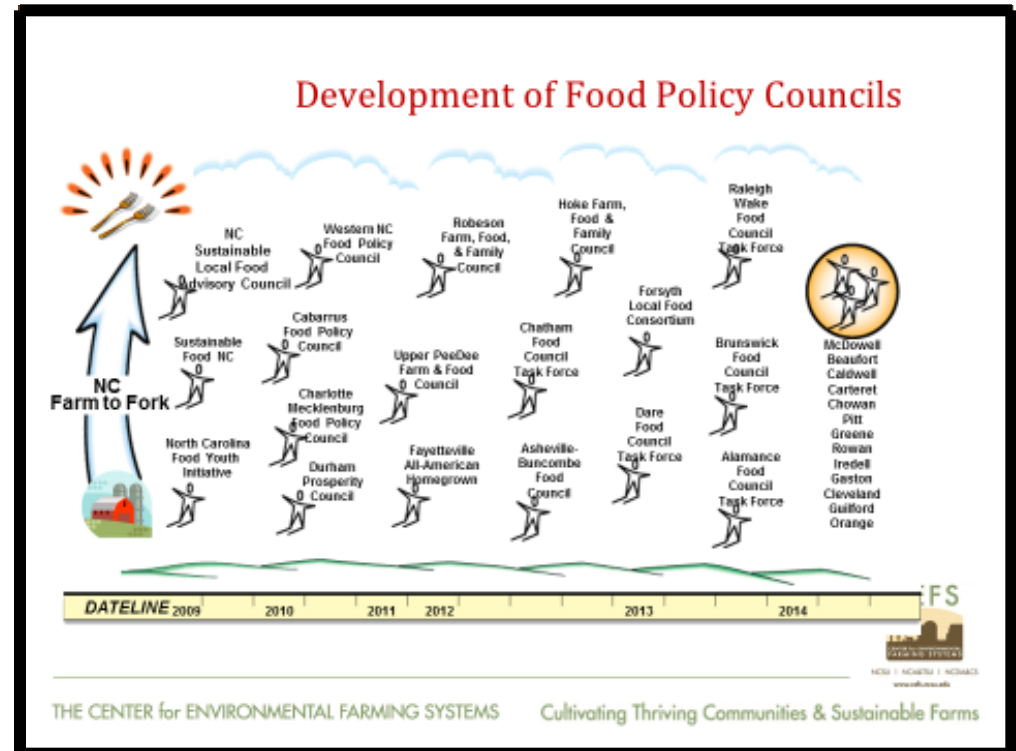 Development of Food Policy Councils
NC
Farm to Fork
NC
Sustainable
Local Food
Advisory Council
Sustainable
Food NC
North Carolina
Food Youth
Initiative
Western NC
Food Policy
Council
Cabarrus
Food Policy
Council
Charlotte
Mecklenburg
Food Policy
Council
Durham
Prosperity
Council
Robeson
Farm, Food,
& Family
Council
Upper PeeDee
Farm & Food
Council
Fayetteville
All-American
Homegrown
Hoke Farm,
Food &
Family
Council
Chatham
Food
Council
Task Force
Asheville-
Buncombe
Food
Council
Forsyth
Local Food
Consortium
Dare
Food
Council
Task Force
Raleigh
Wake
Food
Council
Task Force
Brunswick
Food
Council
Task Force
Alamance
Food
Council
Task Force
McDowell
Beaufort
Caldwell
Carteret
Chowan
Pitt
Greene
Rowan
Iredell
Gaston
Cleveland
Guilford
Orange
DATELINE 2009 2010 2011 2012 2013 2014
EFS
CENTER for ENVIRONMENTAL
FARMING SYSTEMS
THE CENTER for ENVIRONMENTAL FARMING SYSTEMS Cultivating Thriving Communities & Sustainable Farms